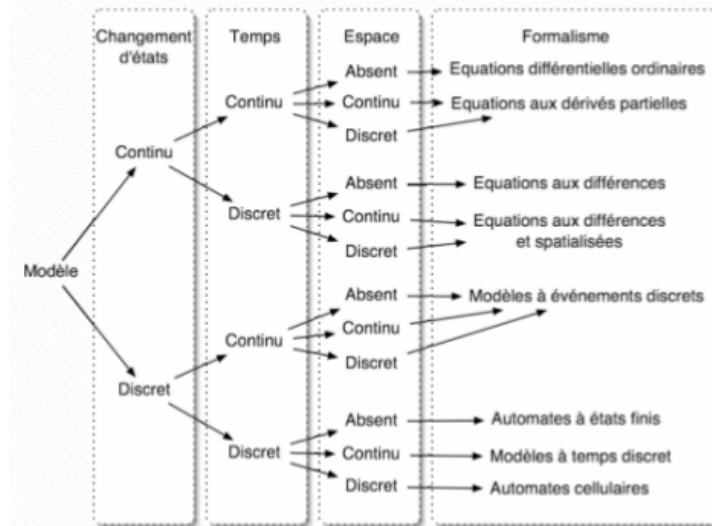 Changement d'états
Temps
Espace
Formalisme
Absent
Equations différentielles ordinaires
Continu
Continu
Equations aux dérivés partielles
Discret
Continu
Absent
Equations aux différences
Discret
Continu
Equations aux différences
et spatialisées
Discret
Modèle
Absent
Modèles à événements discrets
Continu
Continu
Discret
Discret
Absent
Automates à états finis
Discret
Continu
Modèles à temps discret
Discret
Automates cellulaires